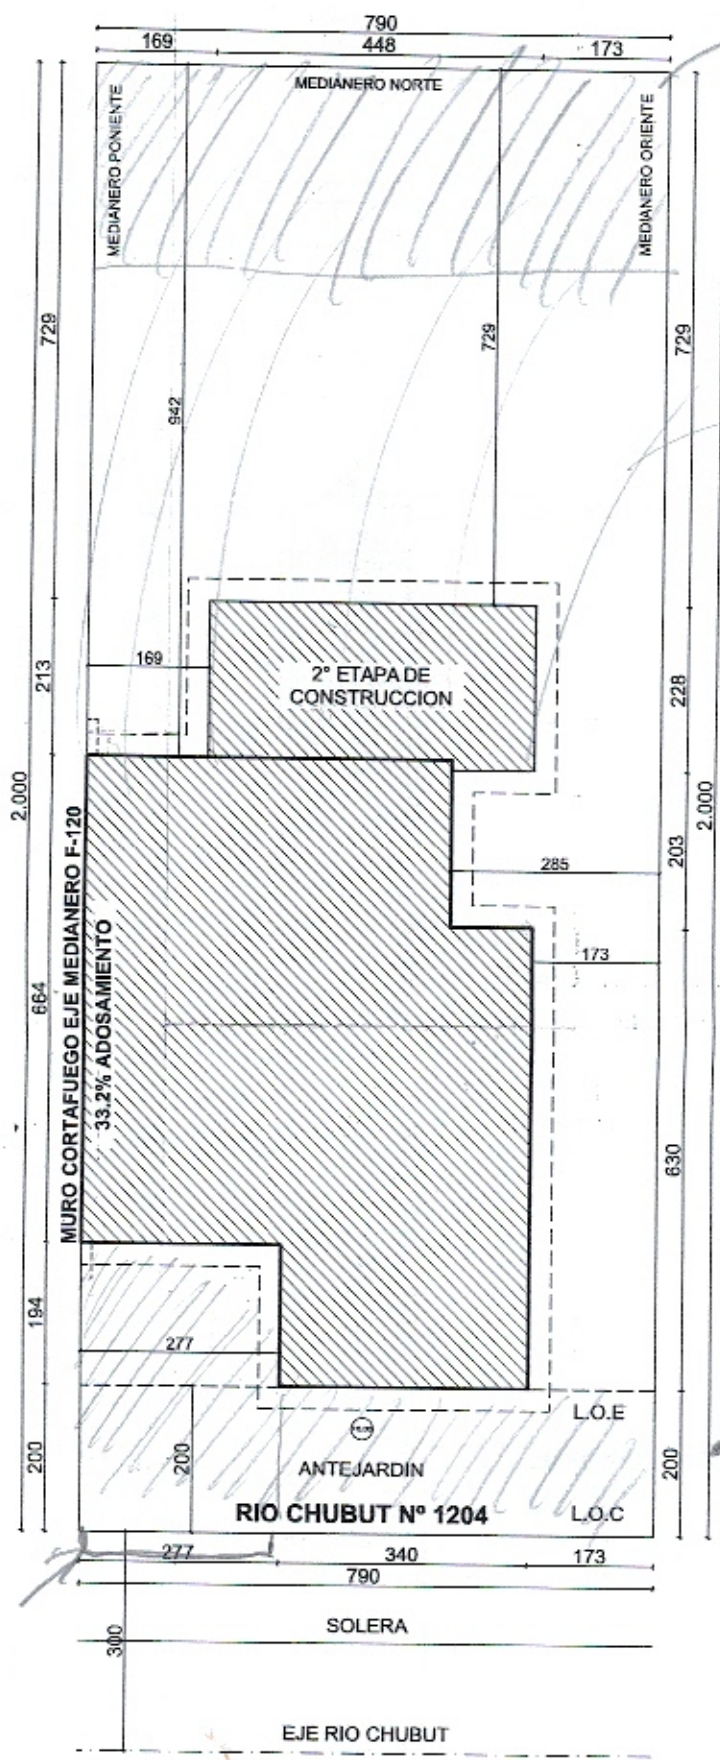 790
169
448
173
MEDIANERO NORTE
MEDIANERO PONIENTE
MEDIANERO ORIENTE
729
942
729
729
2.000
213
169
2° ETAPA DE
CONSTRUCCION
228
2.000
203
285
173
MURO CORTAFUEGO EJE MEDIANERO F-120
33.2% ADOSAMIENTO
664
630
194
277
200
200
200
L.O.E
ANTEJARDIN
RIO CHUBUT Nº 1204
L.O.C
277
340
173
790
300
SOLERA
EJE RIO CHUBUT